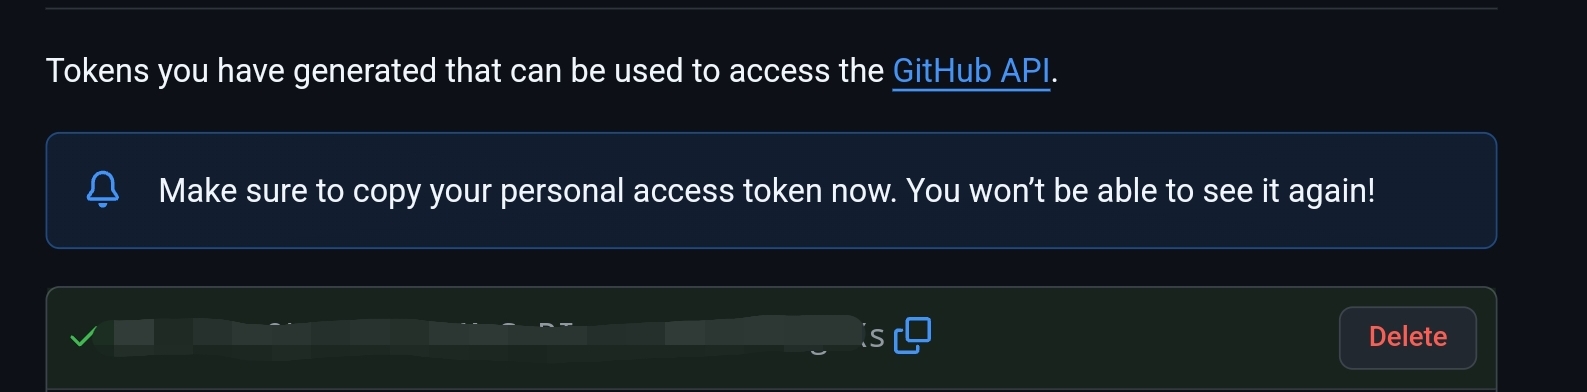 Tokens you have generated that can be used to access the GitHub API.
Make sure to copy your personal access token now. You won’t be able to see it again!
Delete